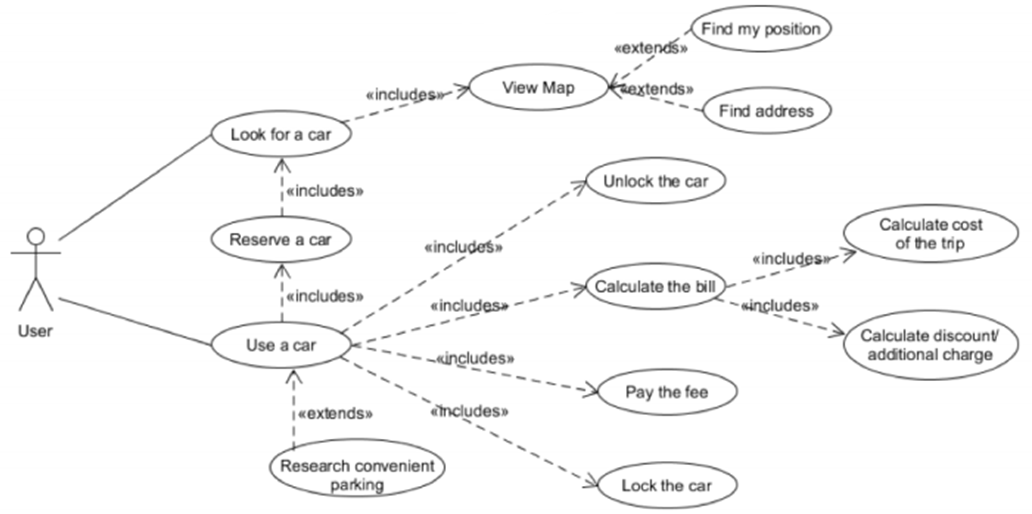 Find my position
«extends»
View Map
«extends»
«includes»
Find address
Look for a car
«includes»
Unlock the car
Reserve a car
«includes»
Calculate cost
of the trip
«includes»
«includes»
Calculate the bill
«includes»
«includes»
«includes»
User
Use a car
Calculate discount/
additional charge
«includes»
Pay the fee
«extends»
«includes»
Research convenient
parking
Lock the car